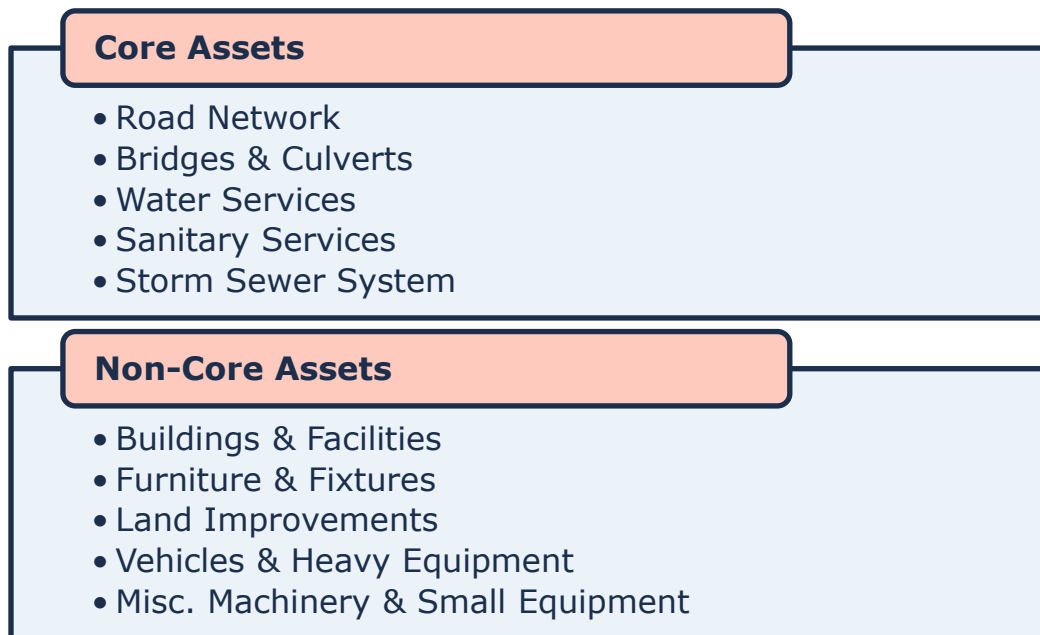 Core Assets
• Road Network
• Bridges & Culverts
• Water Services
• Sanitary Services
• Storm Sewer System
Non-Core Assets
• Buildings & Facilities
• Furniture & Fixtures
• Land Improvements
• Vehicles & Heavy Equipment
• Misc. Machinery & Small Equipment